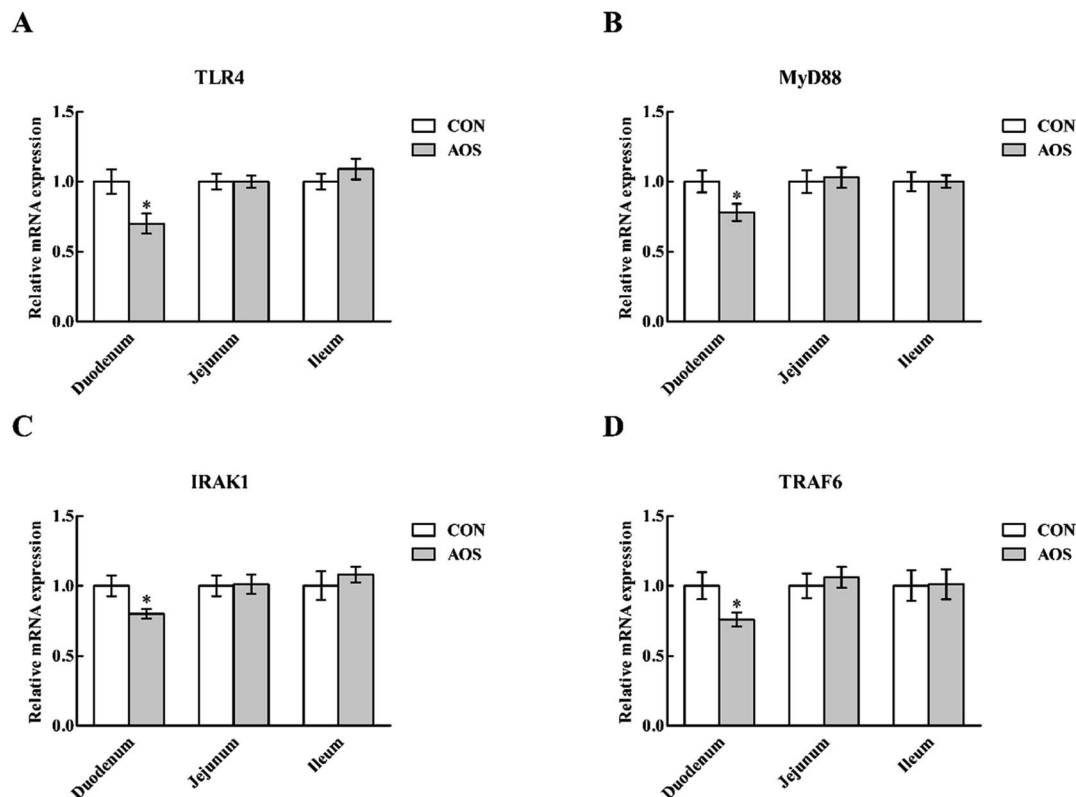 A
TLR4
Relative mRNA expression
1.5
1.0
0.5
0.0
*
Duodenum
Jejunum
Ileum
CON
AOS
B
MyD88
Relative mRNA expression
1.5
1.0
0.5
0.0
*
Duodenum
Jejunum
Ileum
CON
AOS
C
IRAK1
Relative mRNA expression
1.5
1.0
0.5
0.0
*
Duodenum
Jejunum
Ileum
CON
AOS
D
TRAF6
Relative mRNA expression
1.5
1.0
0.5
0.0
*
Duodenum
Jejunum
Ileum
CON
AOS